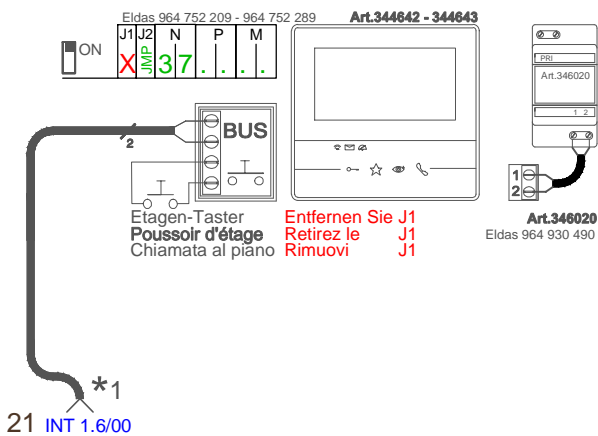 Eldas 964 752 209 - 964 752 289
Art.344642 - 344643
ON
J1 J2 N P M
X JMP 3 7 . . . .
PRI
Art.346020
1 2
2
BUS
1
2
Etagen-Taster Entfernen Sie J1
Poussoir d'étage Retirez le J1
Chiamata al piano Rimuovi J1
Art.346020
Eldas 964 930 490
*1
21 INT 1.6/00